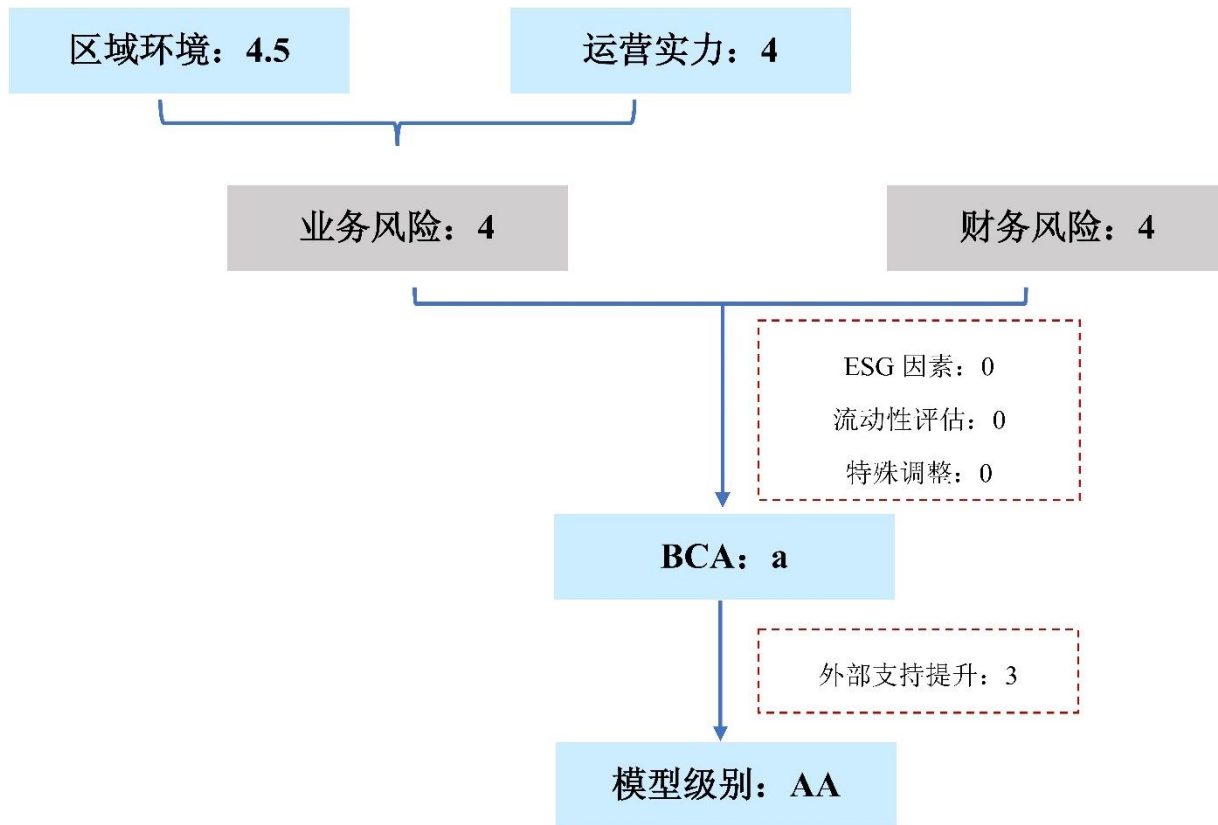 区域环境：4.5
运营实力：4
业务风险：4
财务风险：4
ESG 因素：0
流动性评估：0
特殊调整：0
BCA：a
外部支持提升：3
模型级别：AA